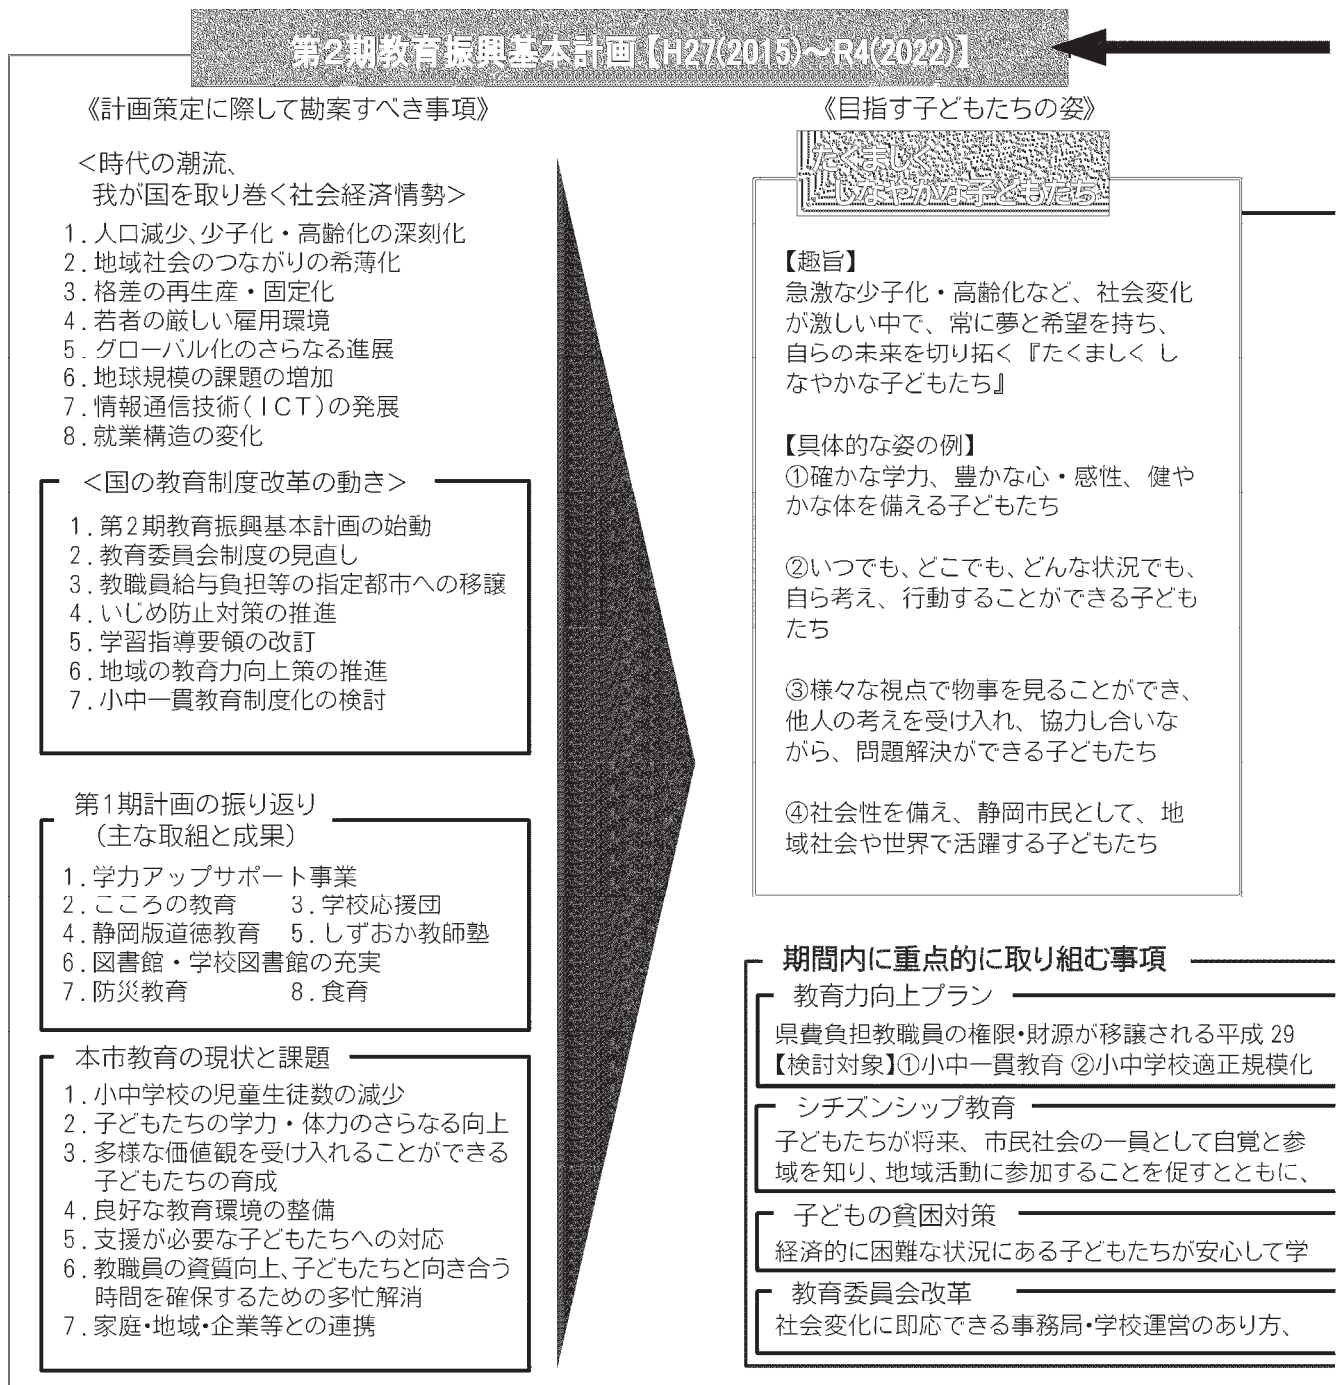 第2期教育振興基本計画【H27(2015)～R4(2022)】
《計画策定に際して勘案すべき事項》
＜時代の潮流、
我が国を取り巻く社会経済情勢＞
1.人口減少、少子化・高齢化の深刻化
2.地域社会のつながりの希薄化
3.格差の再生産・固定化
4.若者の厳しい雇用環境
5.グローバル化のさらなる進展
6.地球規模の課題の増加
7.情報通信技術（ＩＣＴ）の発展
8.就業構造の変化
＜国の教育制度改革の動き＞
1.第2期教育振興基本計画の始動
2.教育委員会制度の見直し
3.教職員給与負担等の指定都市への移譲
4.いじめ防止対策の推進
5.学習指導要領の改訂
6.地域の教育力向上策の推進
7.小中一貫教育制度化の検討
第1期計画の振り返り
（主な取組と成果）
1.学力アップサポート事業
2.こころの教育　3.学校応援団
4.静岡版道徳教育　5.しずおか教師塾
6.図書館・学校図書館の充実
7.防災教育　8.食育
本市教育の現状と課題
1.小中学校の児童生徒数の減少
2.子どもたちの学力・体力のさらなる向上
3.多様な価値観を受け入れることができる
子どもたちの育成
4.良好な教育環境の整備
5.支援が必要な子どもたちへの対応
6.教職員の資質向上、子どもたちと向き合う
時間を確保するための多忙解消
7.家庭・地域・企業等との連携
《目指す子どもたちの姿》
たくましく
しなやかな子どもたち
【趣旨】
急激な少子化・高齢化など、社会変化
が激しい中で、常に夢と希望を持ち、
自らの未来を切り拓く『たくましく し
なやかな子どもたち』
【具体的な姿の例】
①確かな学力、豊かな心・感性、健や
かな体を備える子どもたち
②いつでも、どこでも、どんな状況でも、
自ら考え、行動することができる子ども
たち
③様々な視点で物事を見ることができ、
他人の考えを受け入れ、協力し合いな
がら、問題解決ができる子どもたち
④社会性を備え、静岡市民として、地
域社会や世界で活躍する子どもたち
期間内に重点的に取り組む事項
教育力向上プラン
県費負担教職員の権限・財源が移譲される平成 29
【検討対象】①小中一貫教育 ②小中学校適正規模化
シチズンシップ教育
子どもたちが将来、市民社会の一員として自覚と参
域を知り、地域活動に参加することを促すとともに、
子どもの貧困対策
経済的に困難な状況にある子どもたちが安心して学
教育委員会改革
社会変化に即応できる事務局・学校運営のあり方、